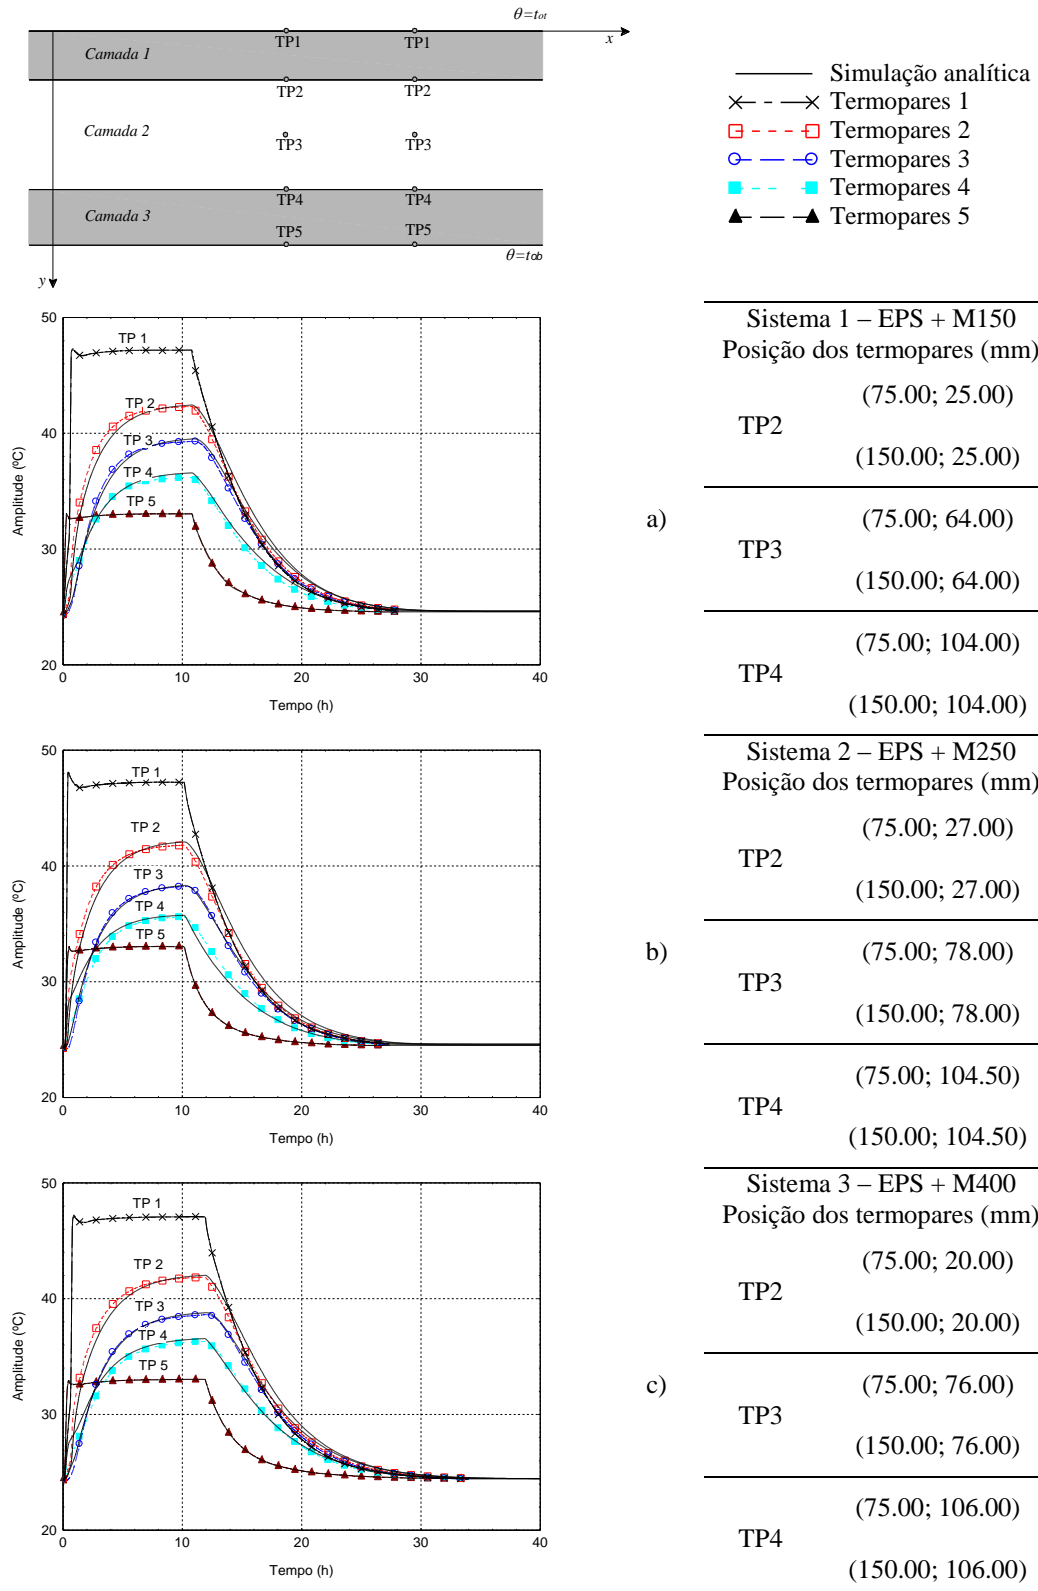 θ=tot
x
TP1 TP1
Camada 1
TP2 TP2
Camada 2
TP3 TP3
TP4 TP4
Camada 3
TP5 TP5
θ=tob
y
Simulação analítica
Termopares 1
Termopares 2
Termopares 3
Termopares 4
Termopares 5
50
40
30
20
Amplitude (ºC)
TP 1
TP 2
TP 3
TP 4
TP 5
0 10 20 30 40
Tempo (h)
a)
Sistema 1 – EPS + M150
Posição dos termopares (mm)
(75.00; 25.00)
TP2
(150.00; 25.00)
(75.00; 64.00)
TP3
(150.00; 64.00)
(75.00; 104.00)
TP4
(150.00; 104.00)
50
40
30
20
Amplitude (ºC)
TP 1
TP 2
TP 3
TP 4
TP 5
0 10 20 30 40
Tempo (h)
b)
Sistema 2 – EPS + M250
Posição dos termopares (mm)
(75.00; 27.00)
TP2
(150.00; 27.00)
(75.00; 78.00)
TP3
(150.00; 78.00)
(75.00; 104.50)
TP4
(150.00; 104.50)
50
40
30
20
Amplitude (ºC)
TP 1
TP 2
TP 3
TP 4
TP 5
0 10 20 30 40
Tempo (h)
c)
Sistema 3 – EPS + M400
Posição dos termopares (mm)
(75.00; 20.00)
TP2
(150.00; 20.00)
(75.00; 76.00)
TP3
(150.00; 76.00)
(75.00; 106.00)
TP4
(150.00; 106.00)